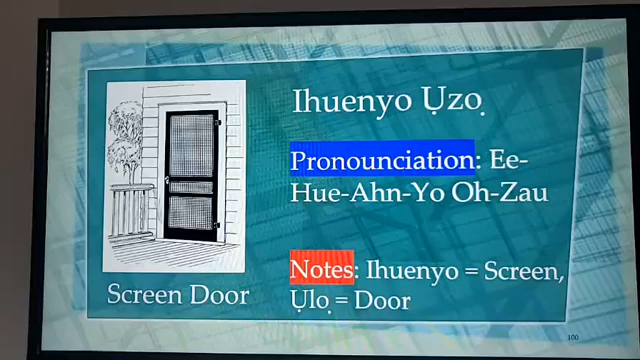 Ihuenyo Ụzọ
Pronounciation: Ee-
Hue-Ahn-Yo Oh-Zau
Notes: Ihuenyo = Screen,
Ụlọ = Door
Screen Door
100